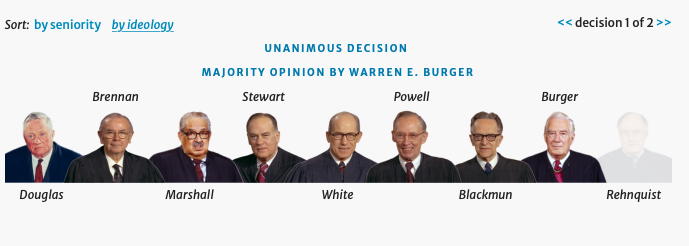 Sort: by seniority by ideology
<< decision 1 of 2 >>
UNANIMOUS DECISION
MAJORITY OPINION BY WARREN E. BURGER
Brennan Stewart Powell Burger
Douglas Marshall White Blackmun Rehnquist